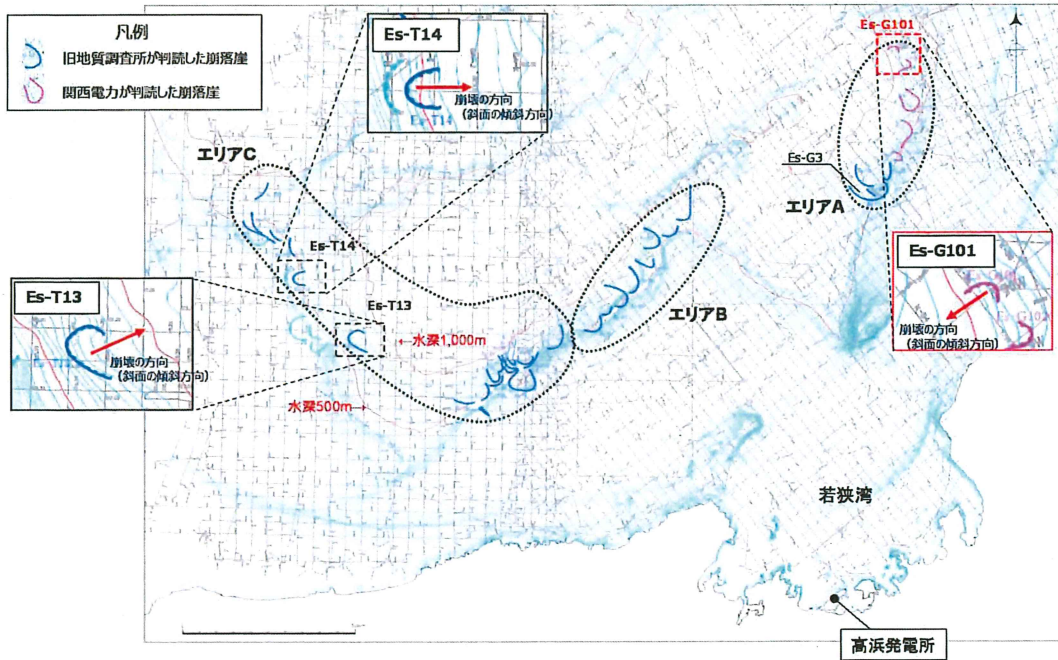 凡例
旧地質調査所が判読した崩落崖
関西電力が判読した崩落崖
Es-T14
崩壊の方向
(斜面の傾斜方向)
Es-T14
Es-G101
エリアC
Es-G3
エリアA
Es-T14
Es-G101
崩壊の方向
(斜面の傾斜方向)
Es-T13
崩壊の方向
(斜面の傾斜方向)
Es-T13
エリアB
水深1,000m
水深500m
若狭湾
高浜発電所